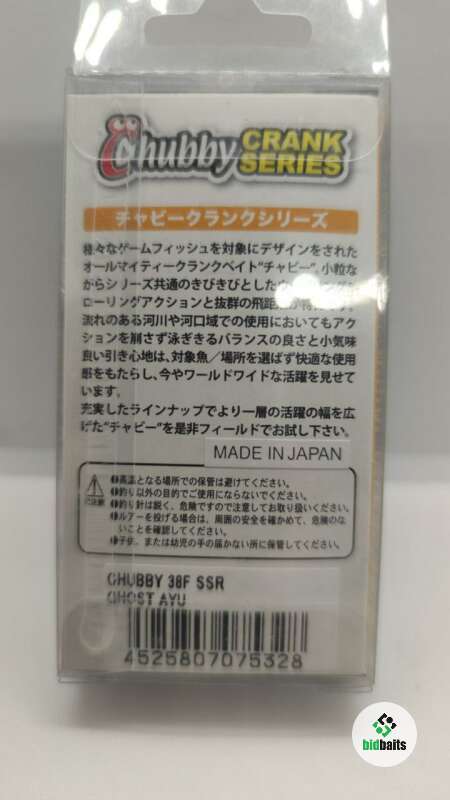 Chubby CRANK SERIES
チャビークランクシリーズ
様々なゲームフィッシュを対象にデザインをされた
オールマイティークランクベイト"チャビー"。小粒な
がらシリーズ共通のきびきびとした
ローリングアクションと抜群の飛距
流れのある河川や河口域での使用においてもアク
ションを崩さず泳ぎきるバランスの良さと小気味
良い引き心地は、対象魚／場所を選ばず快適な使用
感をもたらし、今やワールドワイドな活躍を見せて
います。
充実したラインナップでより一層の活躍の幅を広
げた"チャビー"を是非フィールドでお試し下さい。
MADE IN JAPAN
ご注意
●高温となる場所での保管は避けてください。
●釣り以外の目的でご使用にならないでください。
●釣り針は鋭く、危険ですので注意してお取り扱いください。
●ルアーを投げる場合は、周囲の安全を確かめて、危険のな
いことを確認してください。
●子供、または幼児の手の届かない所に保管してください。
CHUBBY 38F SSR
GHOST AYU
4525807075328
bidbaits